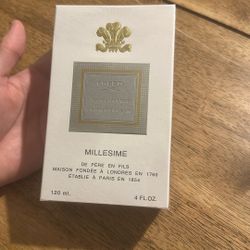 CREED
MILLESIME
DE PÈRE EN FILS
MAISON FONDÉE À LONDRES EN 1760
ÉTABLIE À PARIS EN 1854
120 ml. 4 FL.OZ.